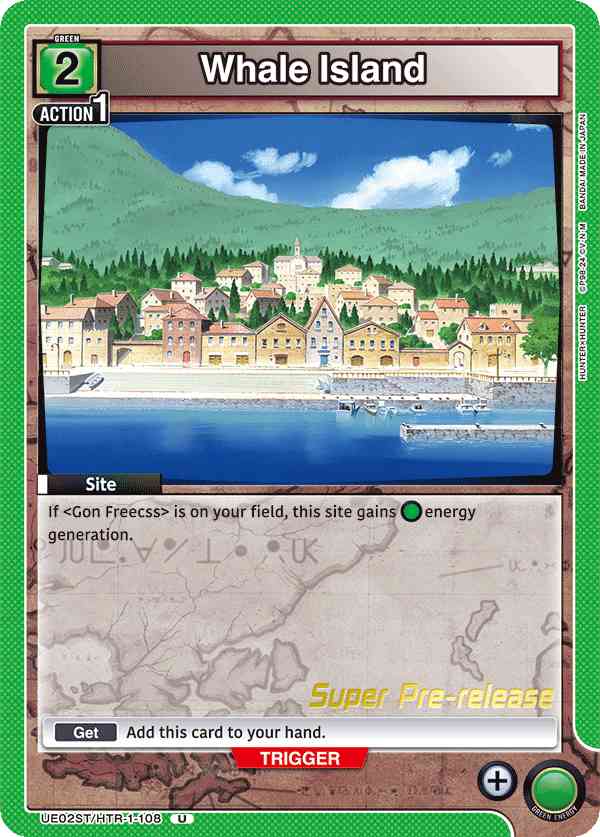 GREEN
2
Whale Island
ACTION 1
HUNTER×HUNTER ©P98-24 ©V･N･M BANDAI MADE IN JAPAN
Site
If <Gon Freecss> is on your field, this site gains energy
generation.
Super Pre-release
Get Add this card to your hand.
TRIGGER
+
GREEN ENERGY
UE02ST/HTR-1-108 U